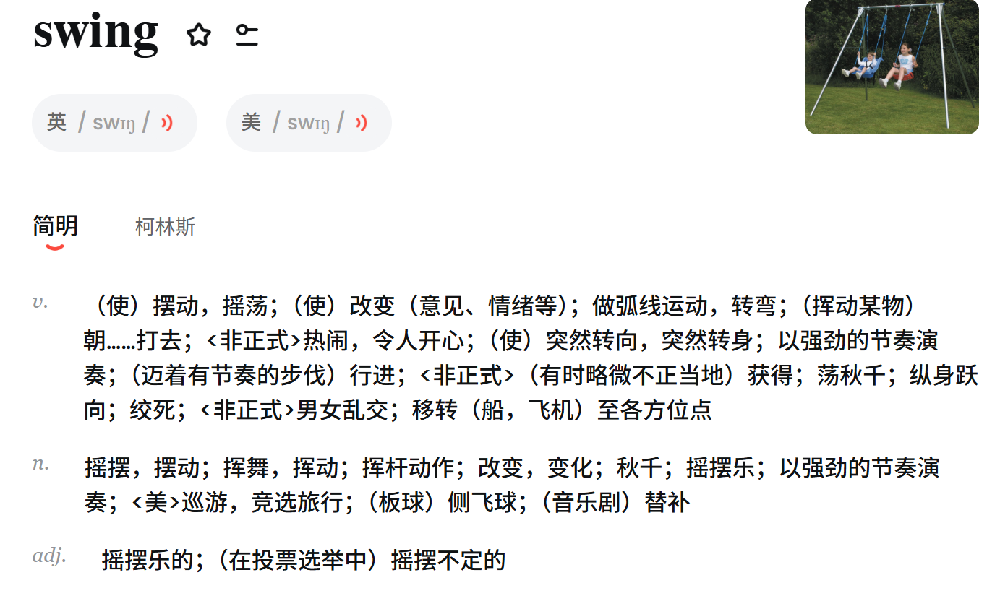 swing
英 / swɪŋ / 美 / swɪŋ /
简明 柯林斯
v. （使）摆动，摇荡；（使）改变（意见、情绪等）；做弧线运动，转弯；（挥动某物）
朝……打去；<非正式>热闹，令人开心；（使）突然转向，突然转身；以强劲的节奏演
奏；（迈着有节奏的步伐）行进；<非正式>（有时略微不正当地）获得；荡秋千；纵身跃
向；绞死；<非正式>男女乱交；移转（船，飞机）至各方位点
n. 摇摆，摆动；挥舞，挥动；挥杆动作；改变，变化；秋千；摇摆乐；以强劲的节奏演
奏；<美>巡游，竞选旅行；（板球）侧飞球；（音乐剧）替补
adj. 摇摆乐的；（在投票选举中）摇摆不定的